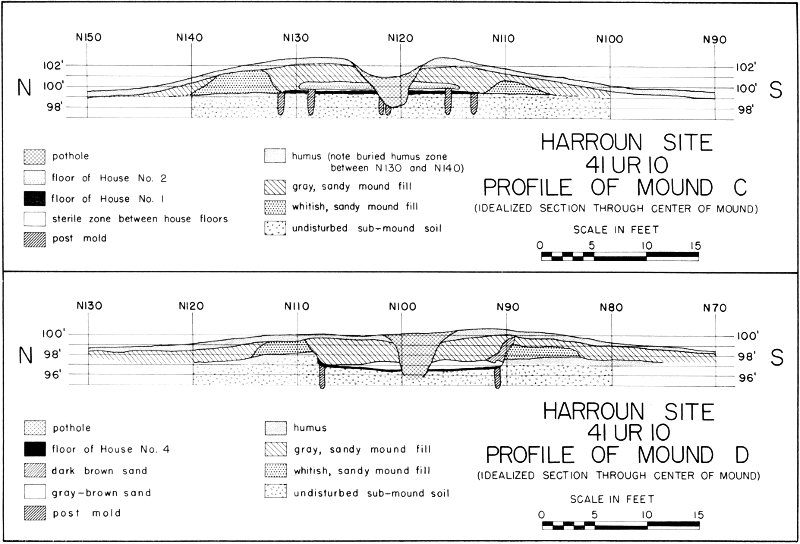 N150 N140 N130 N120 N110 N100 N90
102' 102'
N 100' 100' S
98' 98'
HARROUN SITE
41 UR 10
PROFILE OF MOUND C
(IDEALIZED SECTION THROUGH CENTER OF MOUND)
SCALE IN FEET
0 5 10 15
pothole
floor of House No. 2
floor of House No. 1
sterile zone between house floors
post mold
humus (note buried humus zone
between N130 and N140)
gray, sandy mound fill
whitish, sandy mound fill
undisturbed sub-mound soil
N130 N120 N110 N100 N90 N80 N70
100' 100'
N 98' 98' S
96' 96'
pothole
floor of House No. 4
dark brown sand
gray-brown sand
post mold
humus
gray, sandy mound fill
whitish, sandy mound fill
undisturbed sub-mound soil
HARROUN SITE
41 UR 10
PROFILE OF MOUND D
(IDEALIZED SECTION THROUGH CENTER OF MOUND)
SCALE IN FEET
0 5 10 15